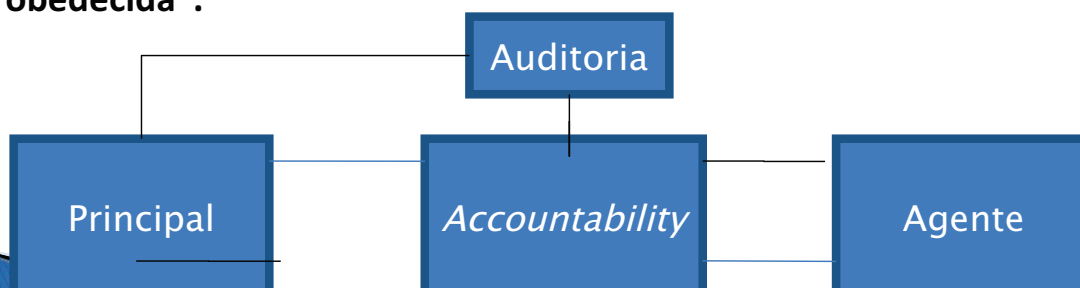 obedecida".
Auditoria
Principal
Accountability
Agente